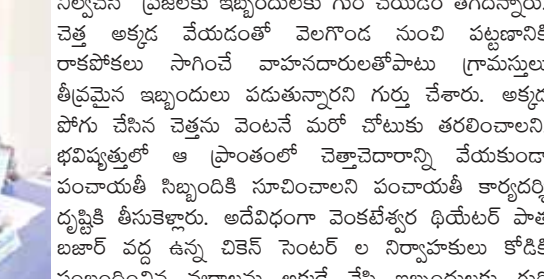 నిల్వచేసి ప్రజలకు ఇబ్బందులకు గురి చేయడం తగదన్నారు.
చెత్త అక్కడ వేయడంతో వెలగొండ నుంచి పట్టణానికి
రాకపోకలు సాగించే వాహనదారులతోపాటు గ్రామస్తులు
తీవ్రమైన ఇబ్బందులు పడుతున్నారని గుర్తు చేశారు. అక్కడ
పోగు చేసిన చెత్తను వెంటనే మరో చోటుకు తరలించాలని
భవిష్యత్తులో ఆ ప్రాంతంలో చెత్తాచెదారాన్ని వేయకుండా
పంచాయతీ సిబ్బందికి సూచించాలని పంచాయతీ కార్యదర్శి
దృష్టికి తీసుకెళ్లారు. అదేవిధంగా వెంకటేశ్వర థియేటర్ పాత
బజార్ వద్ద ఉన్న చికెన్ సెంటర్ ల నిర్వాహకులు కోడికి